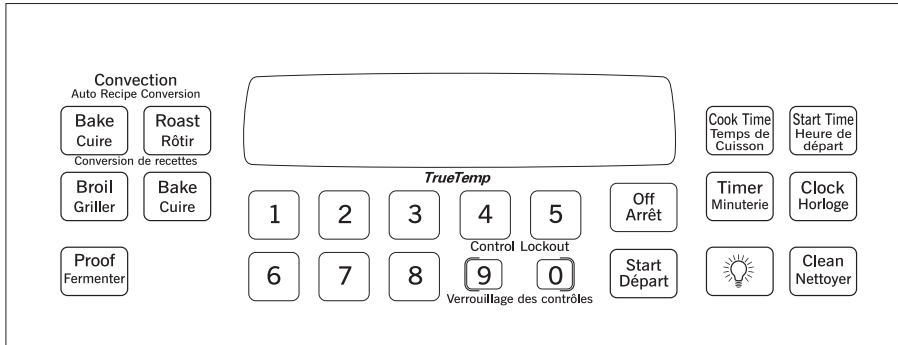 Convection
Auto Recipe Conversion
Bake
Cuire
Roast
Rôtir
Conversion de recettes
Broil
Griller
Bake
Cuire
Proof
Fermenter
TrueTemp
1
2
3
4
5
Control Lockout
6
7
8
9
0
Verrouillage des contrôles
Off
Arrêt
Start
Départ
Cook Time
Temps de
Cuisson
Start Time
Heure de
départ
Timer
Minuterie
Clock
Horloge
Clean
Nettoyer